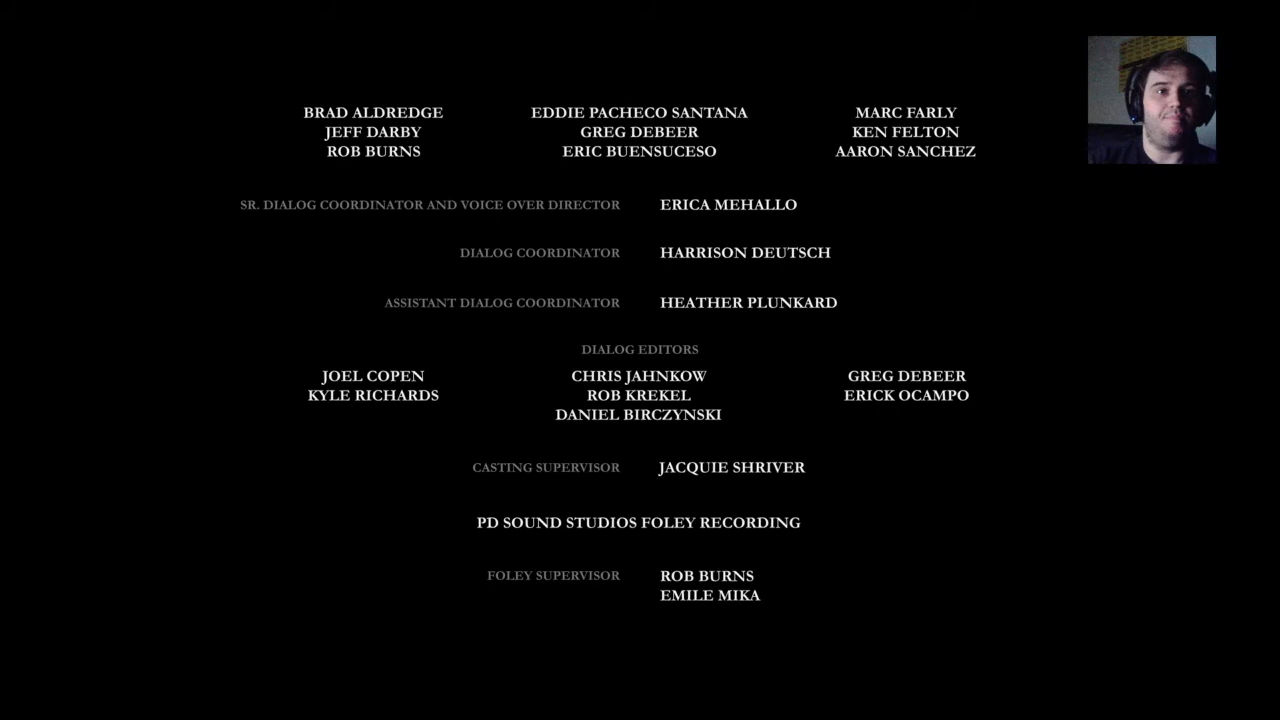 BRAD ALDREDGE EDDIE PACHECO SANTANA MARC FARLY
JEFF DARBY GREG DEBEER KEN FELTON
ROB BURNS ERIC BUENSUCESO AARON SANCHEZ
SR. DIALOG COORDINATOR AND VOICE OVER DIRECTOR ERICA MEHALLO
DIALOG COORDINATOR HARRISON DEUTSCH
ASSISTANT DIALOG COORDINATOR HEATHER PLUNKARD
DIALOG EDITORS
JOEL COPEN CHRIS JAHNKOW GREG DEBEER
KYLE RICHARDS ROB KREKEL ERICK OCAMPO
DANIEL BIRCZYNSKI
CASTING SUPERVISOR JACQUIE SHRIVER
PD SOUND STUDIOS FOLEY RECORDING
FOLEY SUPERVISOR ROB BURNS
EMILE MIKA